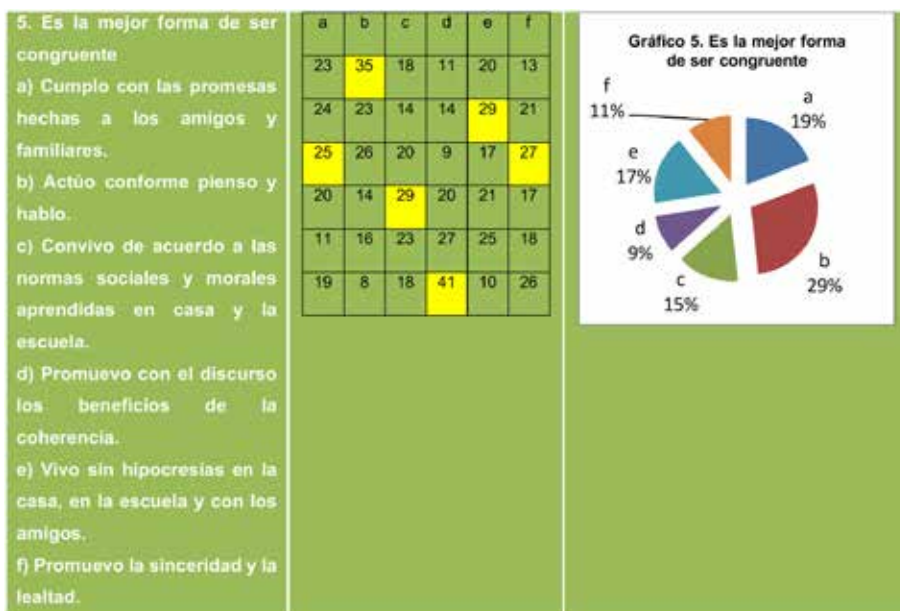 5. Es la mejor forma de ser
congruente
a) Cumplo con las promesas
hechas a los amigos y
familiares.
b) Actúo conforme pienso y
hablo.
c) Convivo de acuerdo a las
normas sociales y morales
aprendidas en casa y la
escuela.
d) Promuevo con el discurso
los beneficios de la
coherencia.
e) Vivo sin hipocresías en la
casa, en la escuela y con los
amigos.
f) Promuevo la sinceridad y la
lealtad.
a b c d e f
23 35 18 11 20 13
24 23 14 14 29 21
25 26 20 9 17 27
20 14 29 20 21 17
11 16 23 27 25 18
19 8 18 41 10 26
Gráfico 5. Es la mejor forma
de ser congruente
a
19%
b
29%
c
15%
d
9%
e
17%
f
11%